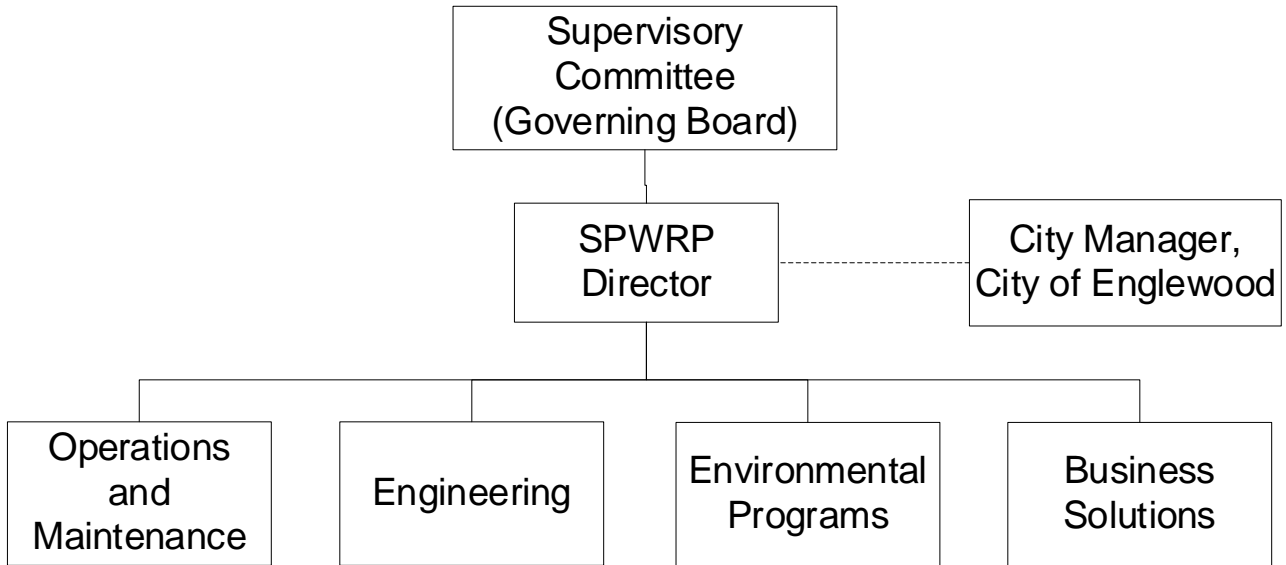 Supervisory
Committee
(Governing Board)
SPWRP
Director
City Manager,
City of Englewood
Operations
and
Maintenance
Engineering
Environmental
Programs
Business
Solutions